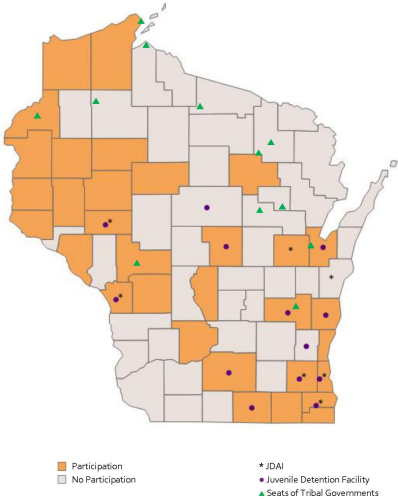 Participation
No Participation
* JDAI
Juvenile Detention Facility
Seats of Tribal Governments